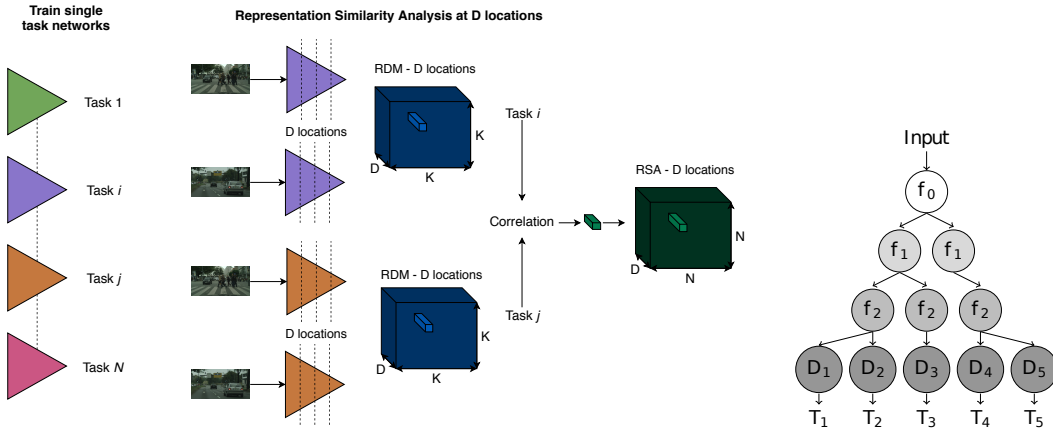 Train single
task networks
Task 1
Task i
Task j
Task N
Representation Similarity Analysis at D locations
RDM - D locations
D locations
K
D
K
RDM - D locations
D locations
K
D
K
Task i
Correlation
Task j
RSA - D locations
N
D
N
Input
f0
f1 f1
f2 f2 f2
D1 D2 D3 D4 D5
T1 T2 T3 T4 T5